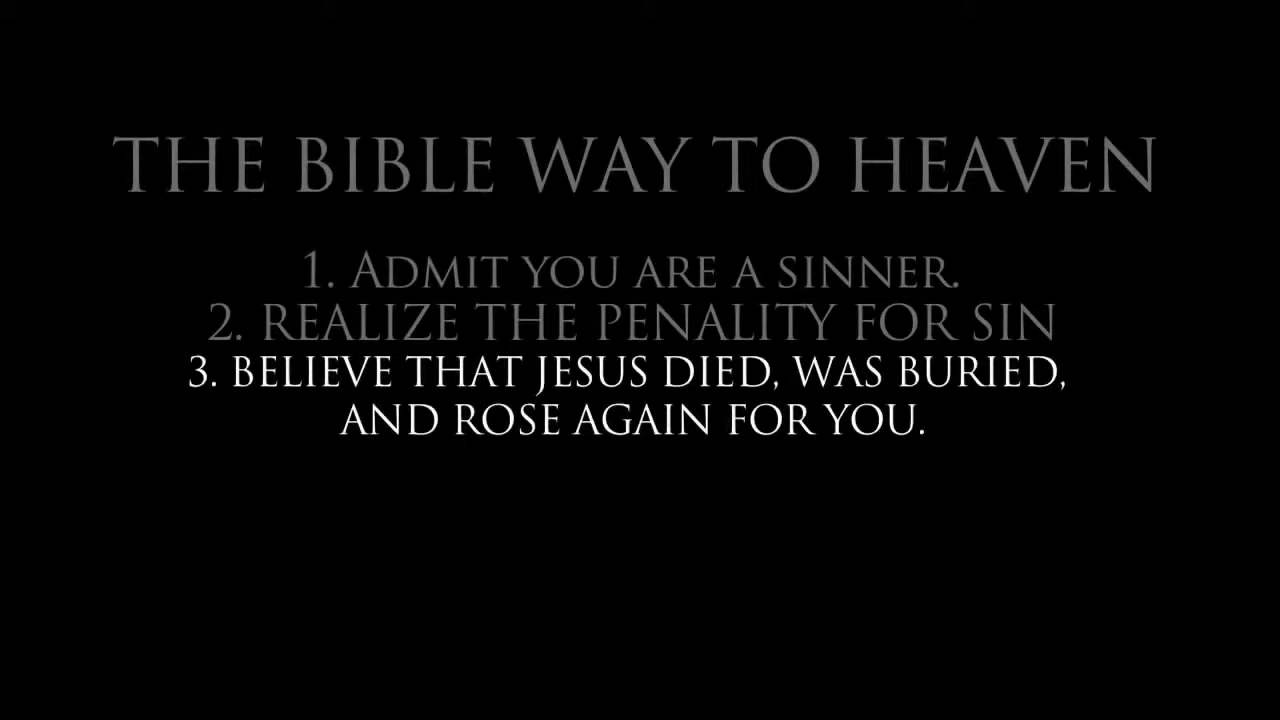 THE BIBLE WAY TO HEAVEN
1. ADMIT YOU ARE A SINNER.
2. REALIZE THE PENALITY FOR SIN
3. BELIEVE THAT JESUS DIED, WAS BURIED,
AND ROSE AGAIN FOR YOU.